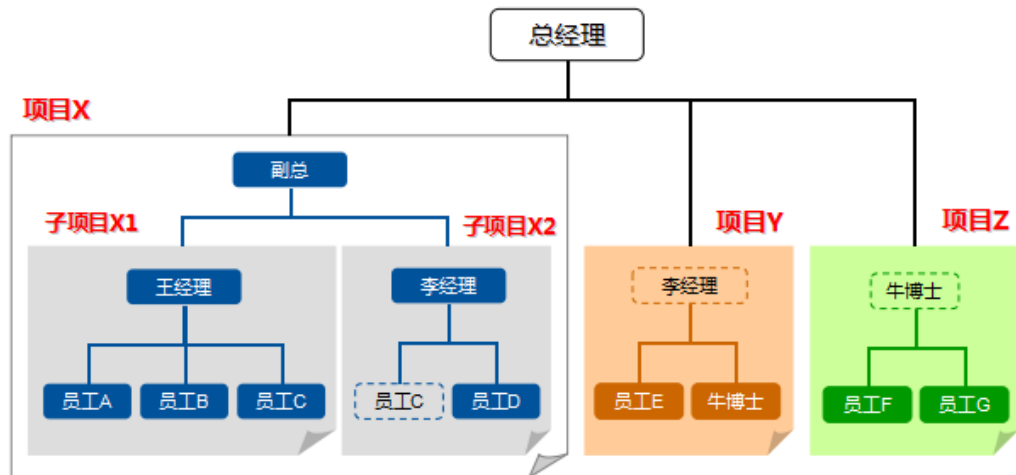 总经理
项目X
副总
子项目X1
子项目X2
项目Y
项目Z
王经理
李经理
李经理
牛博士
员工A
员工B
员工C
员工C
员工D
员工E
牛博士
员工F
员工G